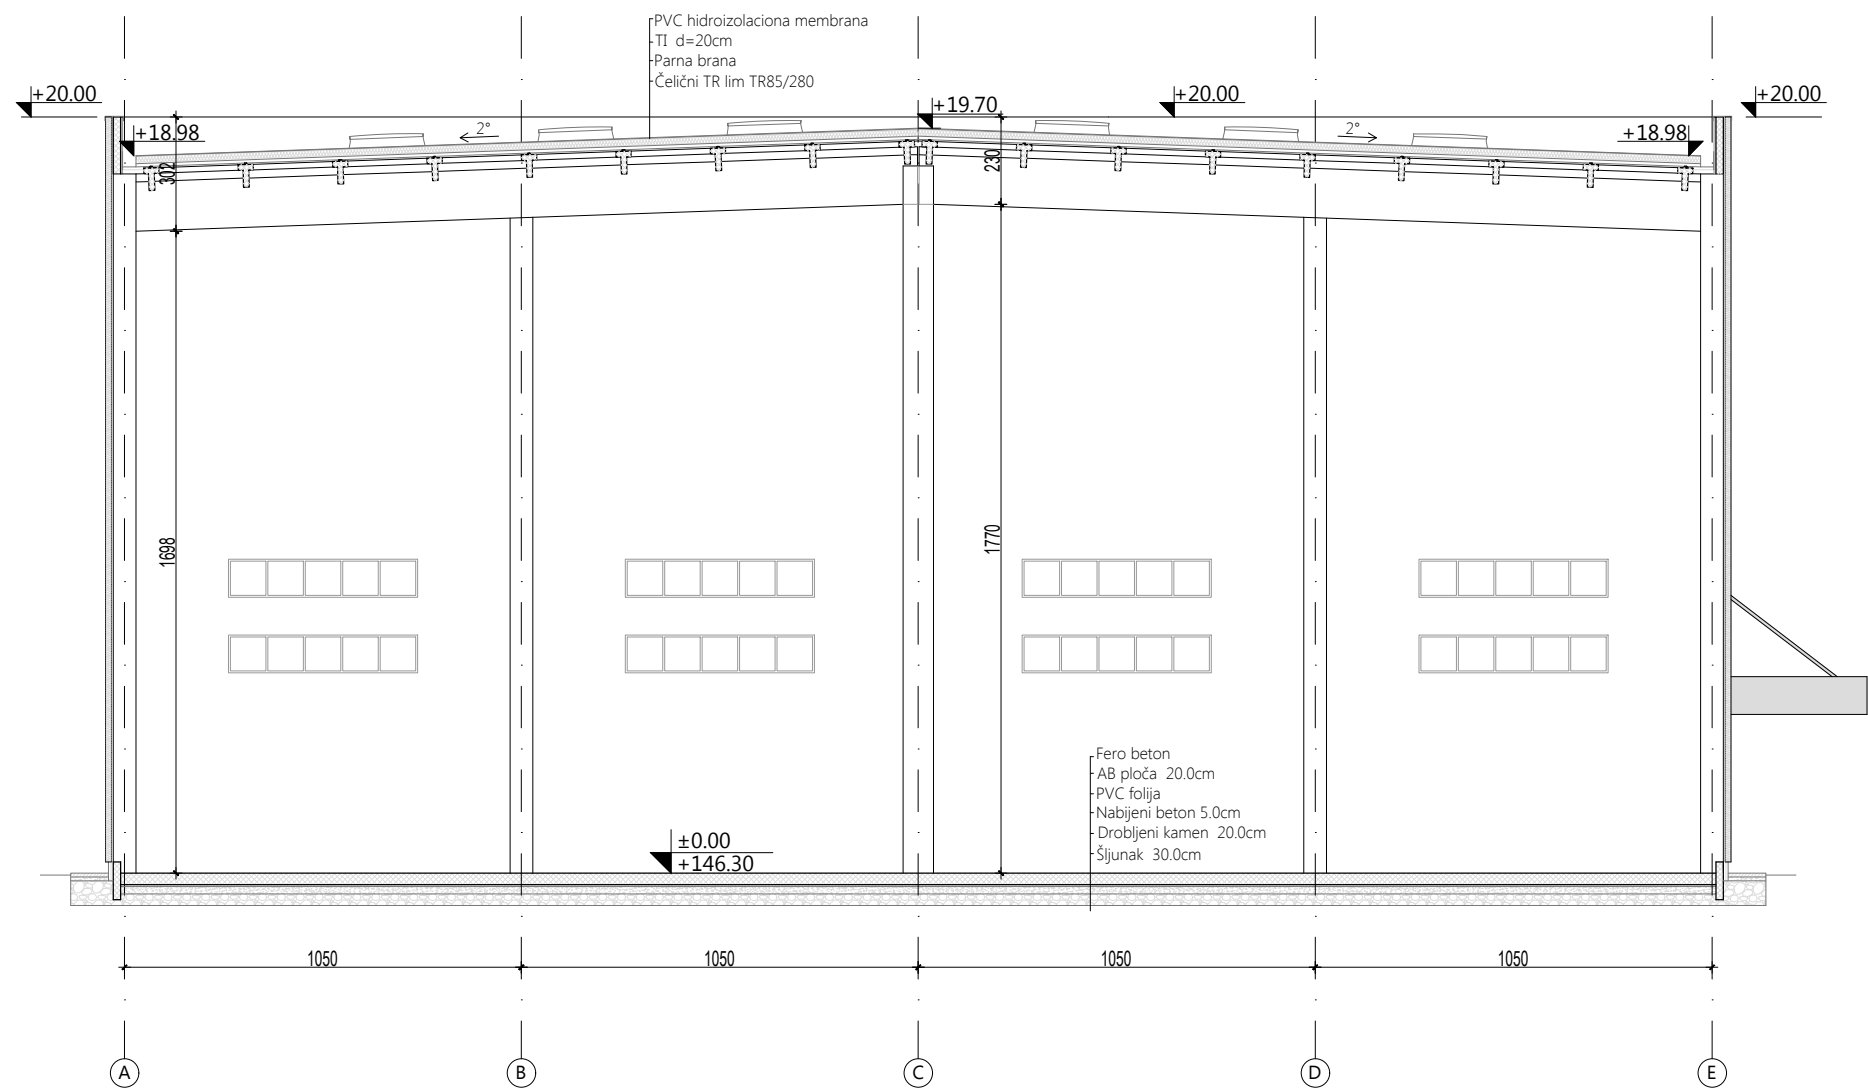 PVC hidroizolaciona membrana
TI d=20cm
Parna brana
Čelični TR lim TR85/280
+20.00
+19.70
+20.00
+20.00
+18.98
2°
2°
+18.98
302
230
1698
1770
Fero beton
AB ploča 20.0cm
PVC folija
Nabijeni beton 5.0cm
Drobljeni kamen 20.0cm
Šljunak 30.0cm
±0.00
+146.30
1050
1050
1050
1050
A
B
C
D
E